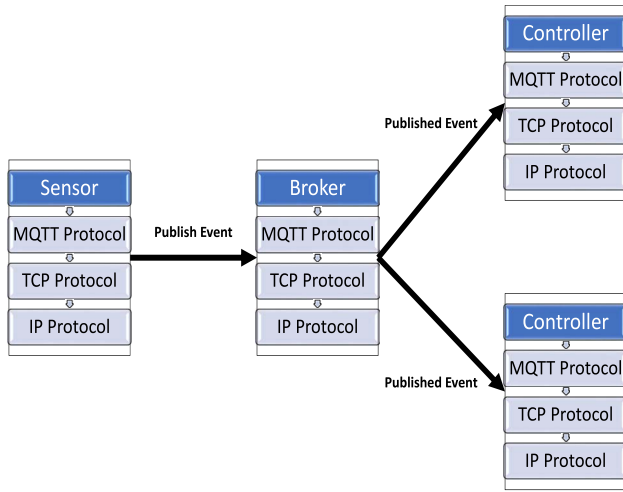 Sensor
MQTT Protocol
TCP Protocol
IP Protocol
Publish Event
Broker
MQTT Protocol
TCP Protocol
IP Protocol
Published Event
Controller
MQTT Protocol
TCP Protocol
IP Protocol
Published Event
Controller
MQTT Protocol
TCP Protocol
IP Protocol